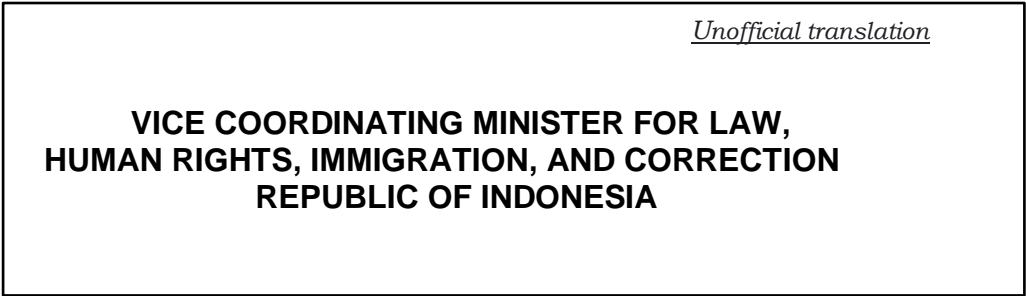 Unofficial translation
VICE COORDINATING MINISTER FOR LAW,
HUMAN RIGHTS, IMMIGRATION, AND CORRECTION
REPUBLIC OF INDONESIA